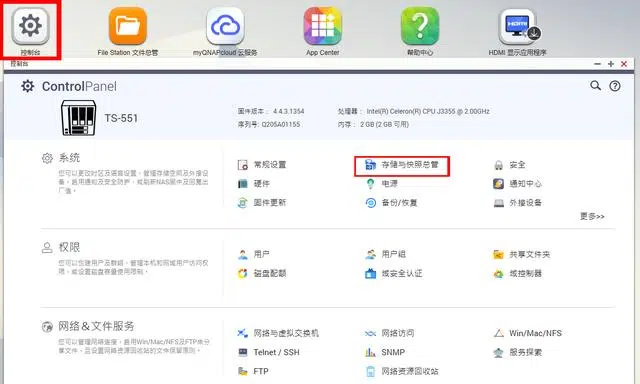 控制台
File Station 文件总管
myQNAPcloud 云服务
App Center
帮助中心
HDMI 显示应用程序
HDMI
控制台
ControlPanel
TS-551
固件版本： 4.4.3.1354
处理器： Intel(R) Celeron(R) CPU J3355 @ 2.00GHz
序列号: Q205A01155
内存： 2 GB (2 GB 可用)
系统
您可以更改时区及语言设置，管理存储空间及外接设备，启用通知及安全防护，或刷新NAS固件及回复出厂值。
常规设置
存储与快照总管
安全
硬件
电源
通知中心
固件更新
备份/恢复
外接设备
更多>>
权限
您可以创建用户及群组，管理本机和网域用户访问权限，或设置磁盘容量使用限制。
用户
用户组
共享文件夹
磁盘配额
域安全认证
域控制器
网络＆文件服务
您可以管理网络连接，启用Win/Mac/NFS及FTP来分享文件，且设置网络资源回收站的文件保留原则。
网络与虚拟交换机
网络访问
Win/Mac/NFS
Telnet / SSH
SNMP
服务探索
FTP
网络资源回收站